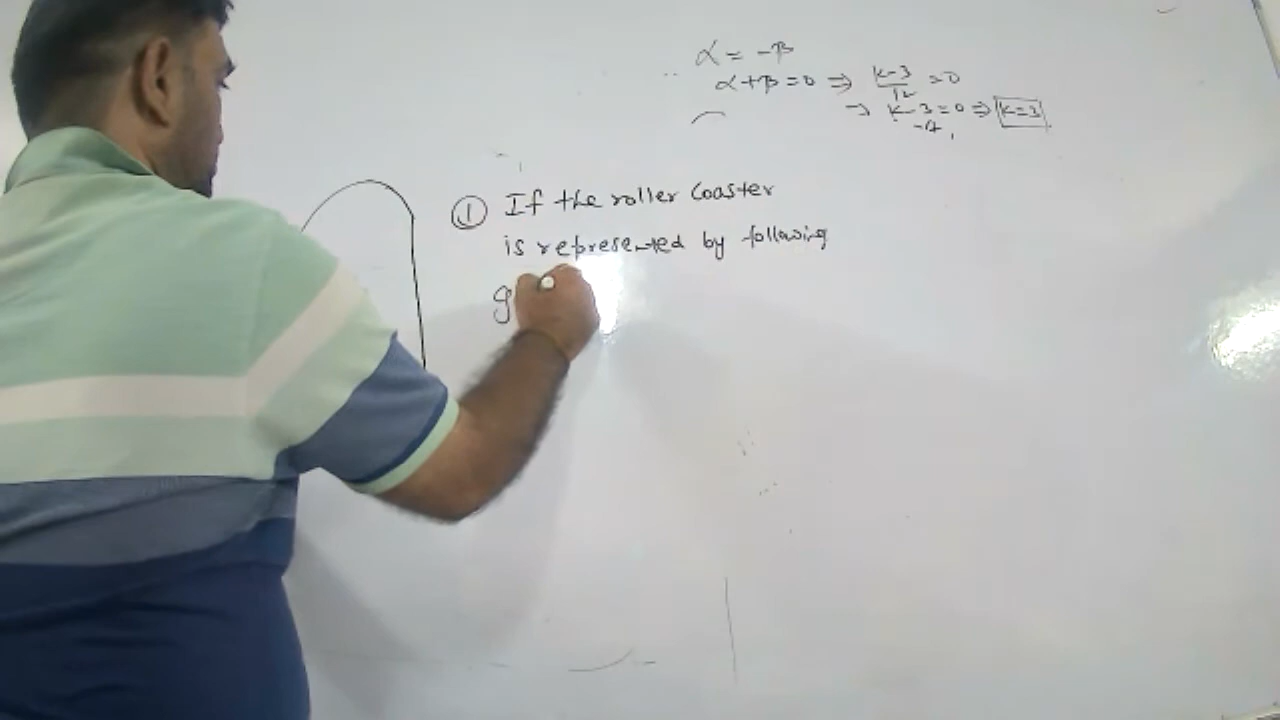 α = -β
α+β=0 ⇒ k-3/12 =0
→ k-3=0 ⇒ k=3
① If the roller coaster
is represented by following
g